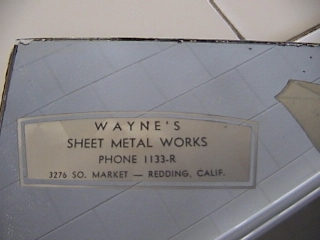 WAYNE'S
SHEET METAL WORKS
PHONE 1133-R
3276 SO. MARKET — REDDING, CALIF.